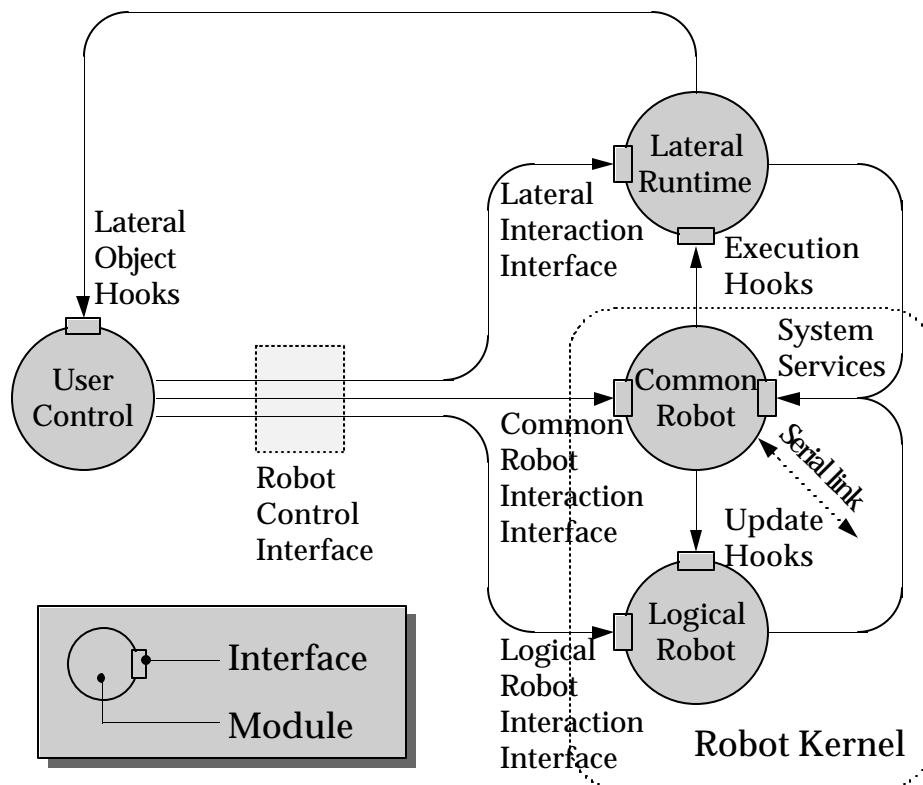 Lateral
Runtime
Lateral
Interaction
Interface
Execution
Hooks
Lateral
Object
Hooks
System
Services
User
Control
Common
Robot
Common
Robot
Interaction
Interface
Serial link
Robot
Control
Interface
Update
Hooks
Logical
Robot
Logical
Robot
Interaction
Interface
Interface
Module
Robot Kernel